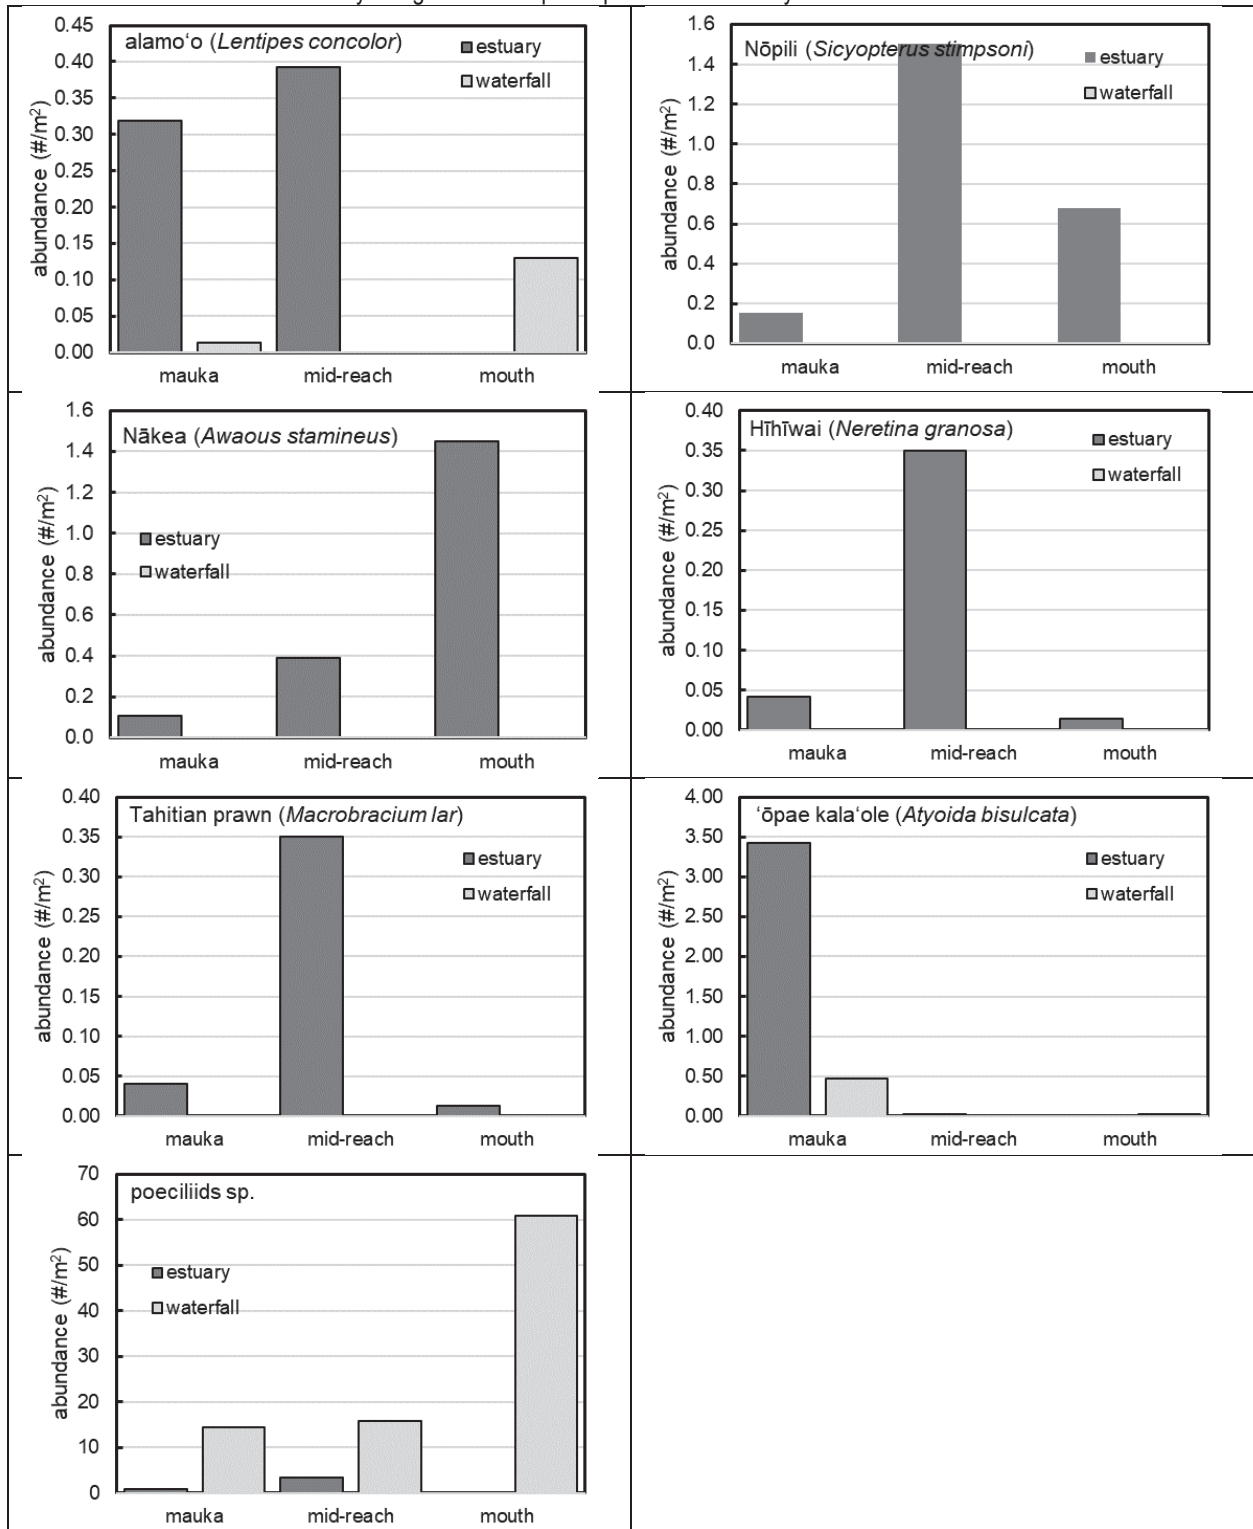 alamoʻo (Lentipes concolor)
estuary
waterfall
abundance (#/m²)
0.45
0.40
0.35
0.30
0.25
0.20
0.15
0.10
0.05
0.00
mauka mid-reach mouth
Nōpili (Sicyopterus stimpsoni)
estuary
waterfall
abundance (#/m²)
1.6
1.4
1.2
1.0
0.8
0.6
0.4
0.2
0.0
mauka mid-reach mouth
Nākea (Awaous stamineus)
estuary
waterfall
abundance (#/m²)
1.6
1.4
1.2
1.0
0.8
0.6
0.4
0.2
0.0
mauka mid-reach mouth
Hīhīwai (Neretina granosa)
estuary
waterfall
abundance (#/m²)
0.40
0.35
0.30
0.25
0.20
0.15
0.10
0.05
0.00
mauka mid-reach mouth
Tahitian prawn (Macrobracium lar)
estuary
waterfall
abundance (#/m²)
0.40
0.35
0.30
0.25
0.20
0.15
0.10
0.05
0.00
mauka mid-reach mouth
ʻōpae kalaʻole (Atyoida bisulcata)
estuary
waterfall
abundance (#/m²)
4.00
3.50
3.00
2.50
2.00
1.50
1.00
0.50
0.00
mauka mid-reach mouth
poeciliids sp.
estuary
waterfall
abundance (#/m²)
70
60
50
40
30
20
10
0
mauka mid-reach mouth